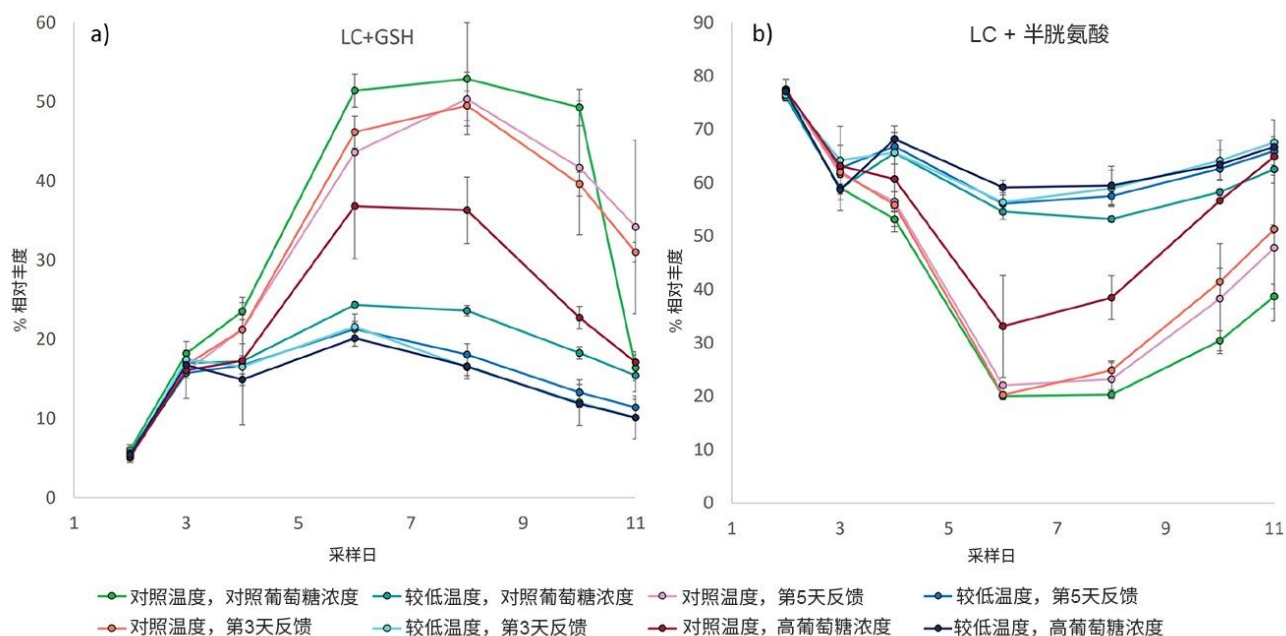 a)
LC+GSH
60
50
40
30
20
10
0
% 相对丰度
1 3 5 7 9 11
采样日
b)
LC + 半胱氨酸
90
80
70
60
50
40
30
20
10
0
% 相对丰度
1 3 5 7 9 11
采样日
对照温度，对照葡萄糖浓度 较低温度，对照葡萄糖浓度 对照温度，第5天反馈 较低温度，第5天反馈
对照温度，第3天反馈 较低温度，第3天反馈 对照温度，高葡萄糖浓度 较低温度，高葡萄糖浓度